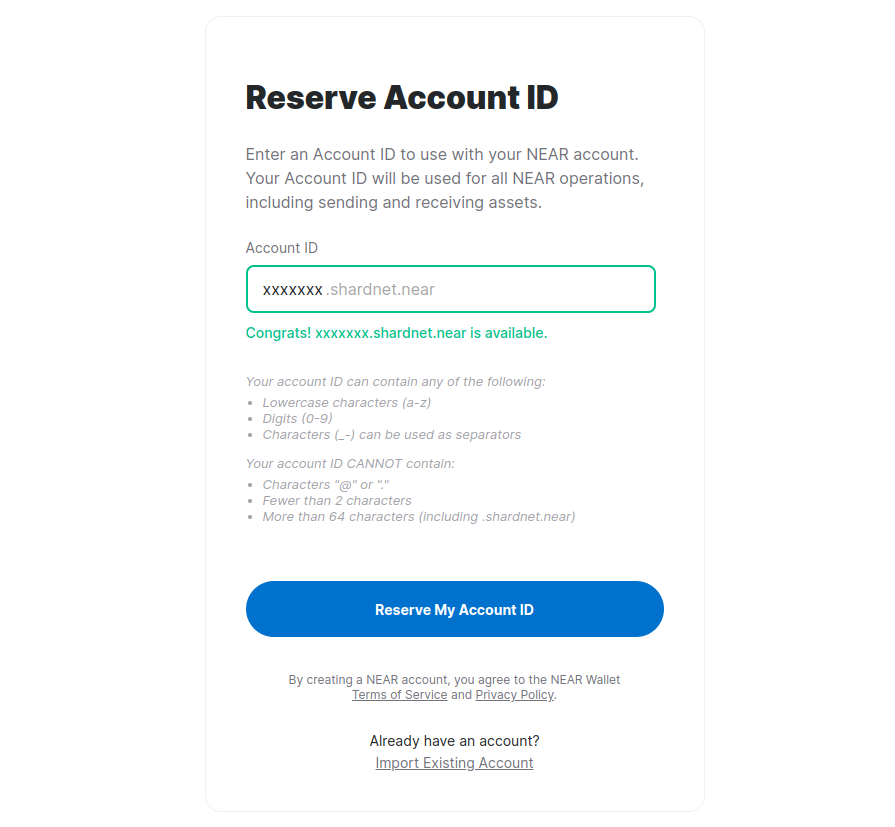 Reserve Account ID
Enter an Account ID to use with your NEAR account.
Your Account ID will be used for all NEAR operations,
including sending and receiving assets.
Account ID
xxxxxxx.shardnet.near
Congrats! xxxxxxx.shardnet.near is available.
Your account ID can contain any of the following:
• Lowercase characters (a-z)
• Digits (0-9)
• Characters (_-) can be used as separators
Your account ID CANNOT contain:
• Characters "@" or "."
• Fewer than 2 characters
• More than 64 characters (including .shardnet.near)
Reserve My Account ID
By creating a NEAR account, you agree to the NEAR Wallet
Terms of Service and Privacy Policy.
Already have an account?
Import Existing Account